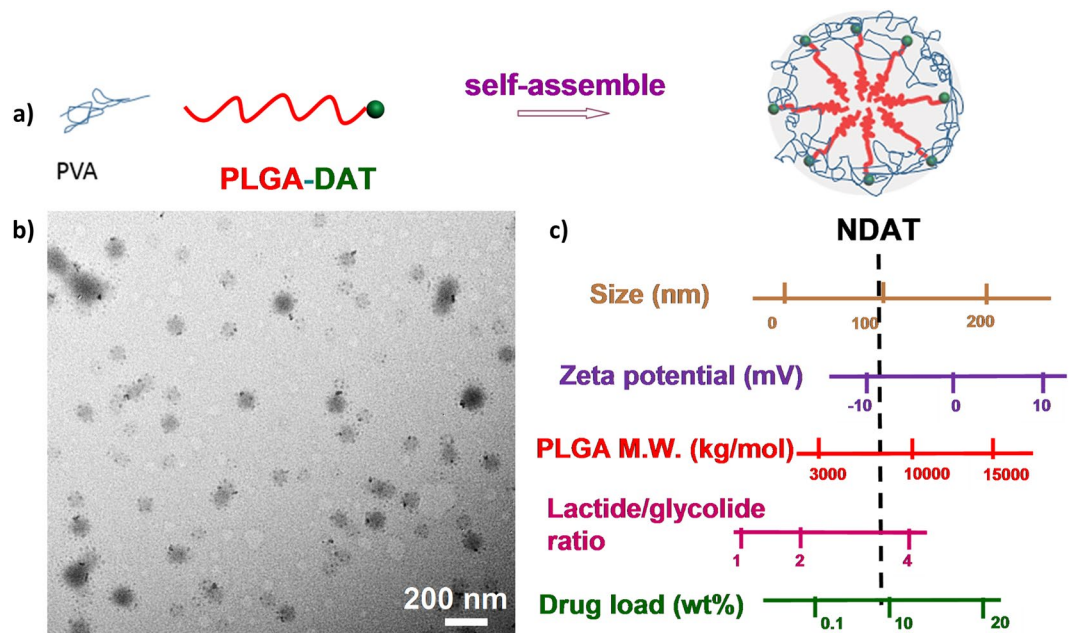 a)
PVA
PLGA-DAT
self-assemble
b)
200 nm
c)
NDAT
Size (nm)
0 100 200
Zeta potential (mV)
-10 0 10
PLGA M.W. (kg/mol)
3000 10000 15000
Lactide/glycolide
ratio
1 2 4
Drug load (wt%)
0.1 10 20